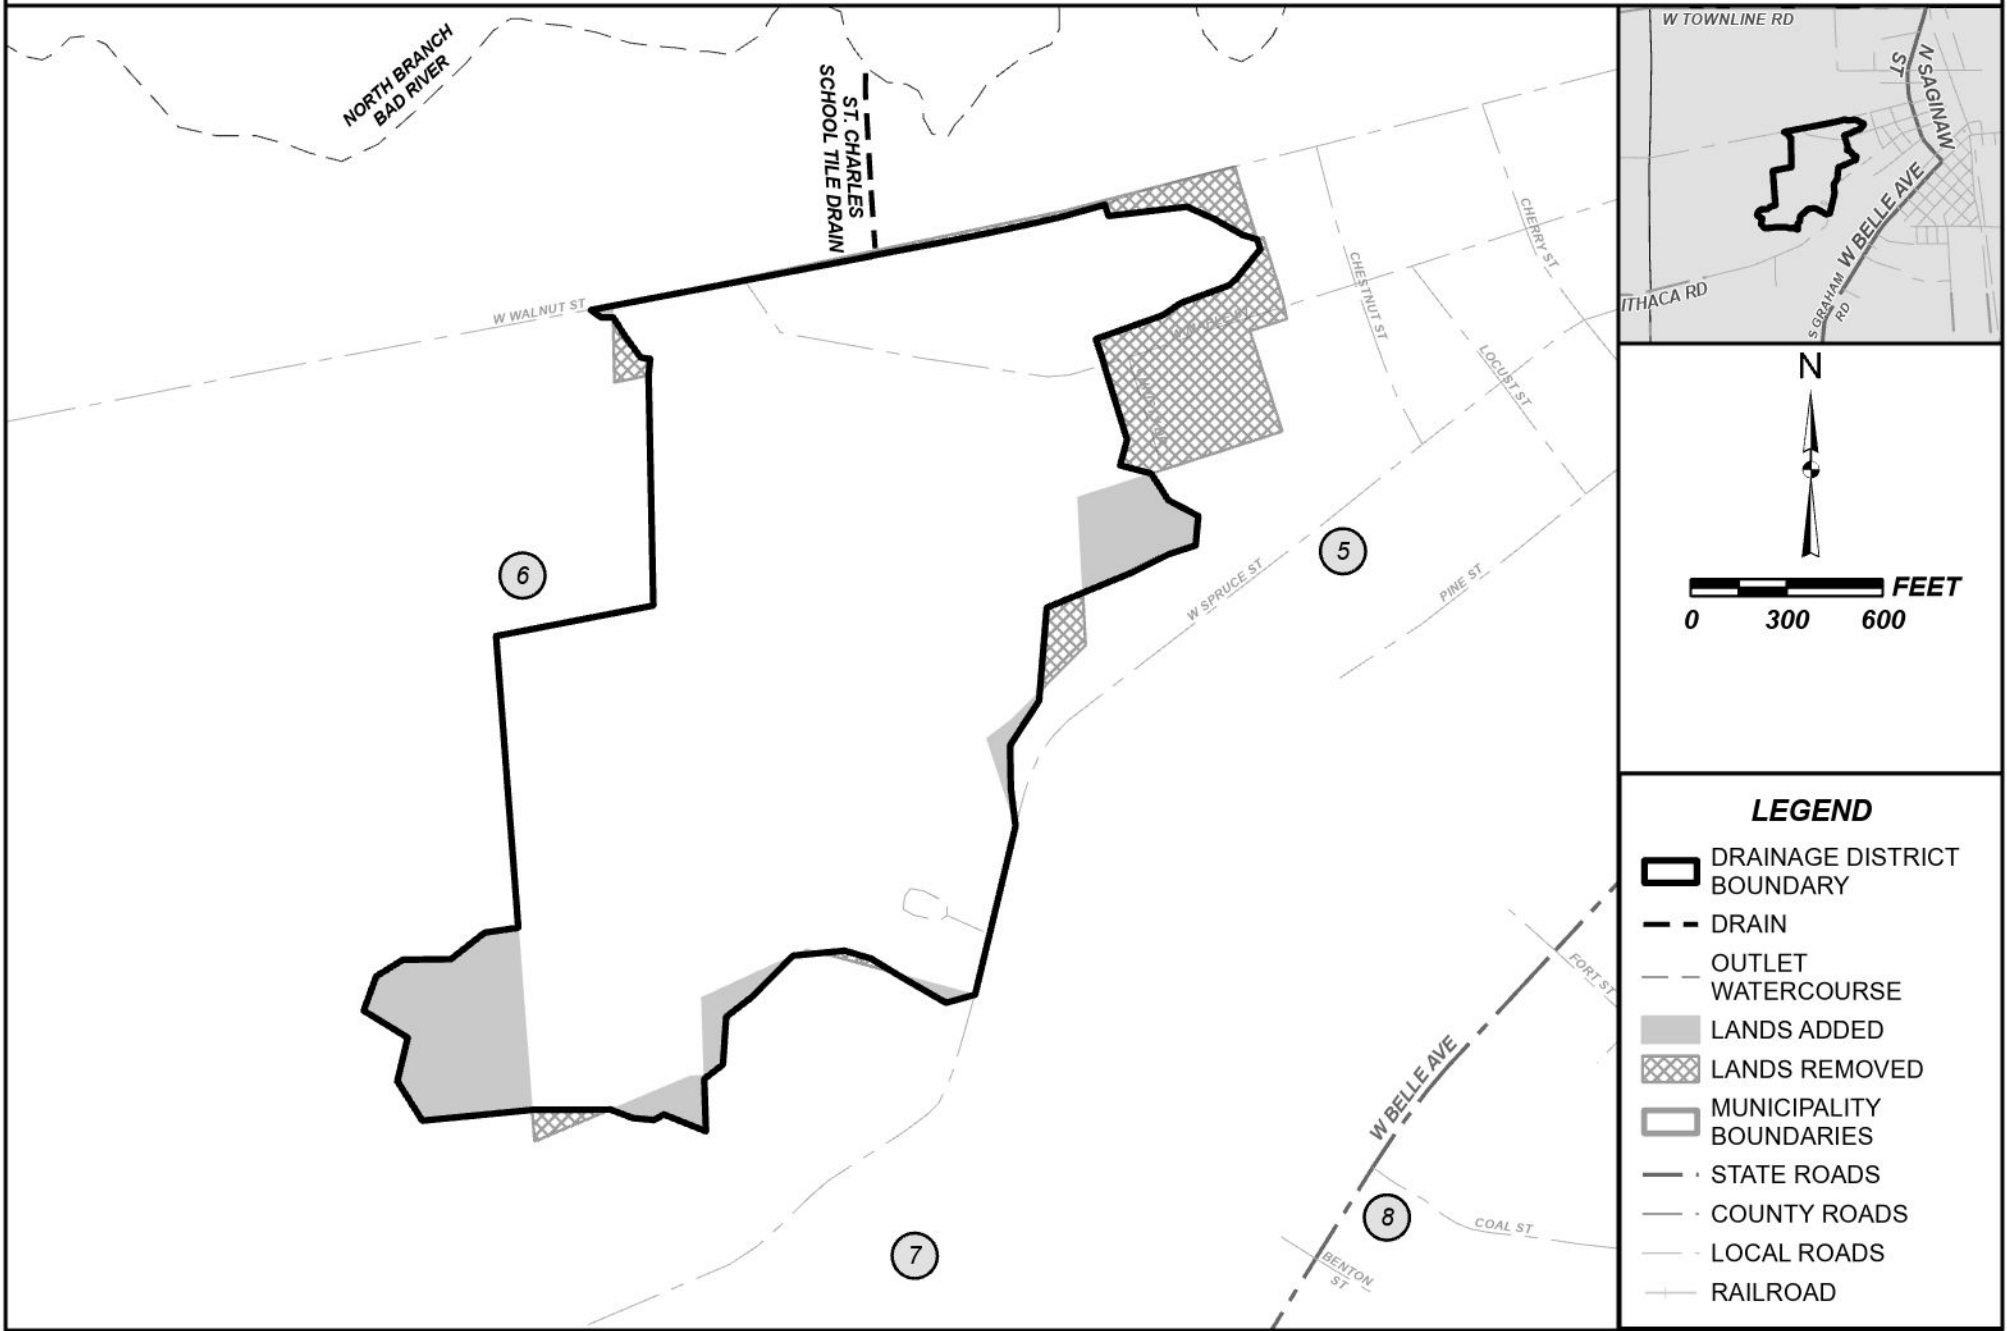 NORTH BRANCH
BAD RIVER
ST. CHARLES
SCHOOL TILE DRAIN
W WALNUT ST
CHERRY ST
CHESTNUT ST
LOCUST ST
W SPRUCE ST
PINE ST
6
5
7
8
W BELLE AVE
FORT ST
COAL ST
BENTON
ST
W TOWNLINE RD
N SAGINAW
ST
W BELLE AVE
ITHACA RD
S GRAHAM
RD
N
FEET
0 300 600
LEGEND
DRAINAGE DISTRICT
BOUNDARY
DRAIN
OUTLET
WATERCOURSE
LANDS ADDED
LANDS REMOVED
MUNICIPALITY
BOUNDARIES
STATE ROADS
COUNTY ROADS
LOCAL ROADS
RAILROAD